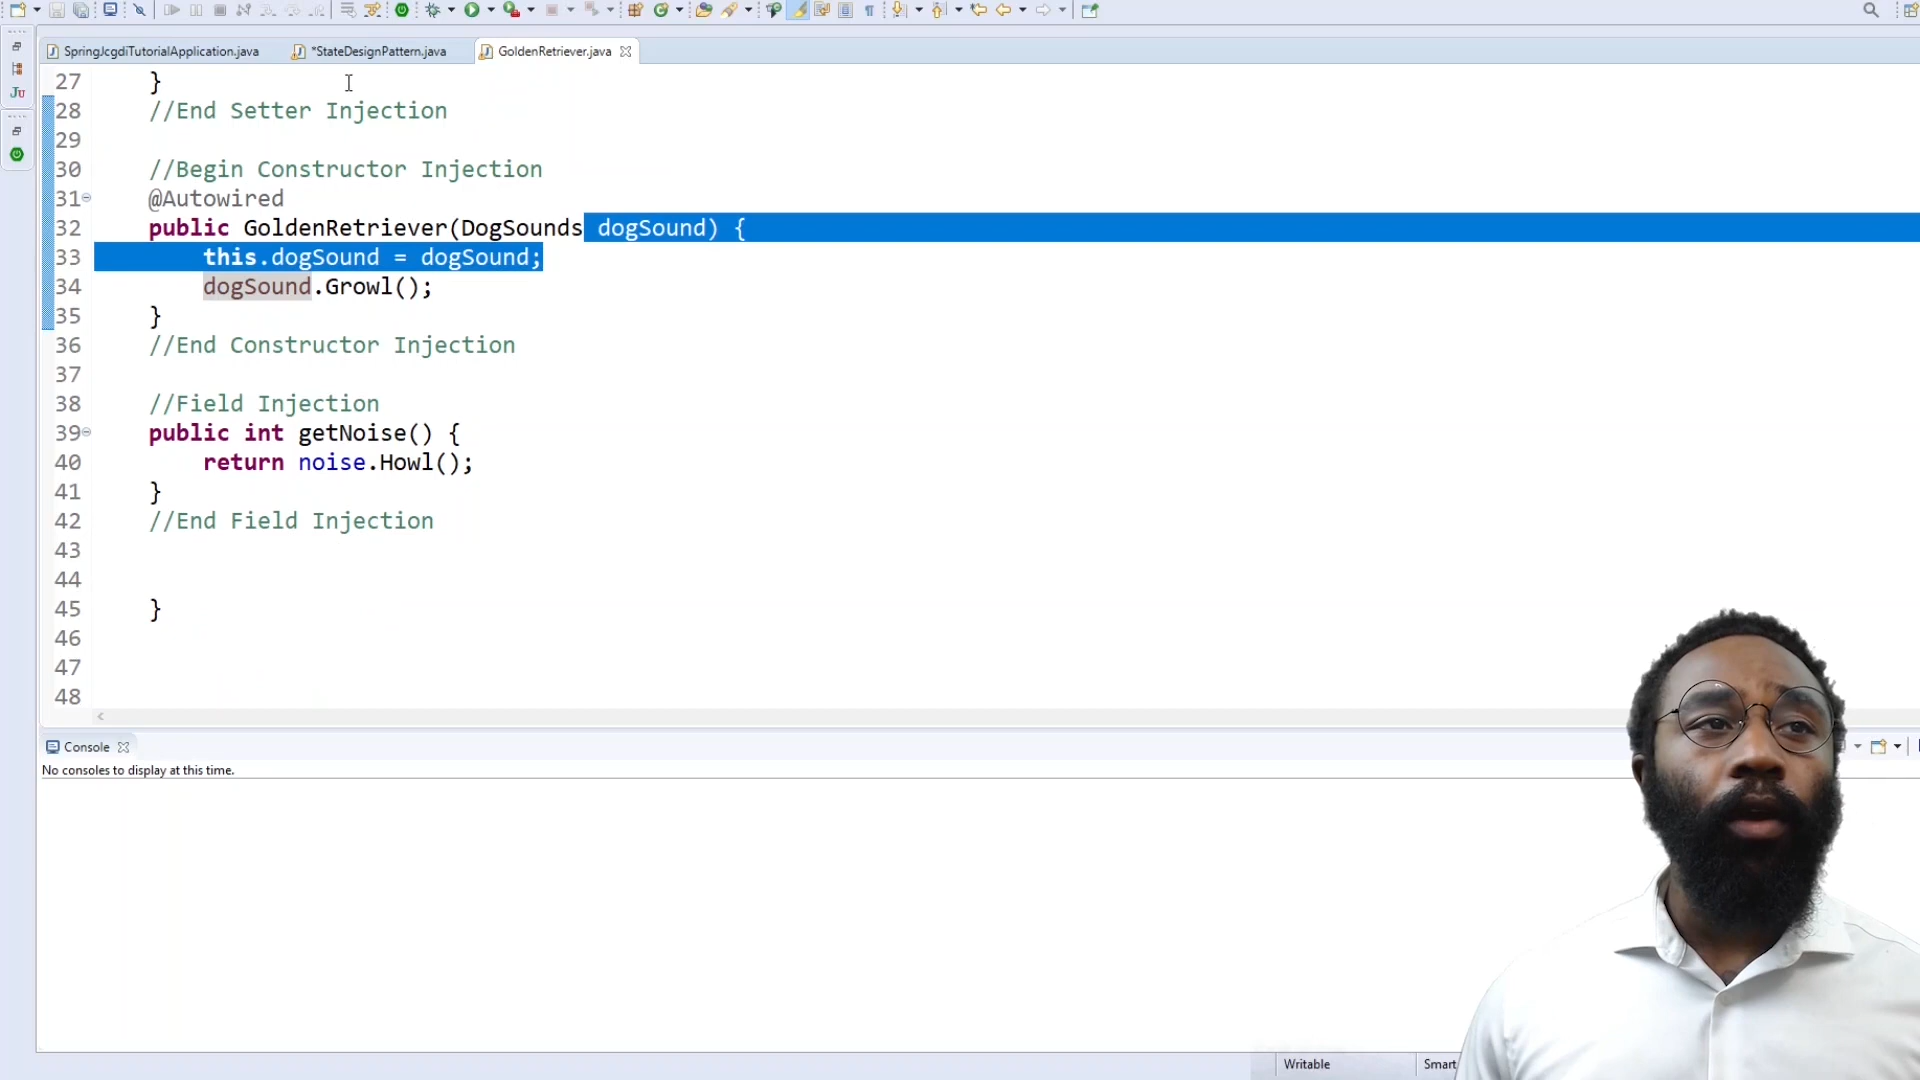 SpringJcgdiTutorialApplication.java
*StateDesignPattern.java
GoldenRetriever.java
27 }
28 //End Setter Injection
29
30 //Begin Constructor Injection
31 @Autowired
32 public GoldenRetriever(DogSounds dogSound) {
33 this.dogSound = dogSound;
34 dogSound.Growl();
35 }
36 //End Constructor Injection
37
38 //Field Injection
39 public int getNoise() {
40 return noise.Howl();
41 }
42 //End Field Injection
43
44
45 }
46
47
48
Console
No consoles to display at this time.
Writable
Smart